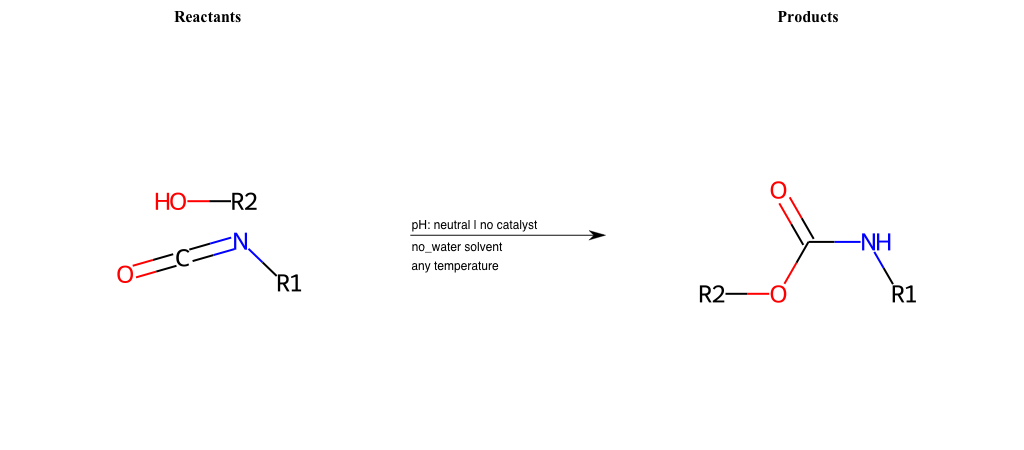 Reactants
Products
HO R2
O C N R1
pH: neutral | no catalyst
no_water solvent
any temperature
O
NH
R2 O R1